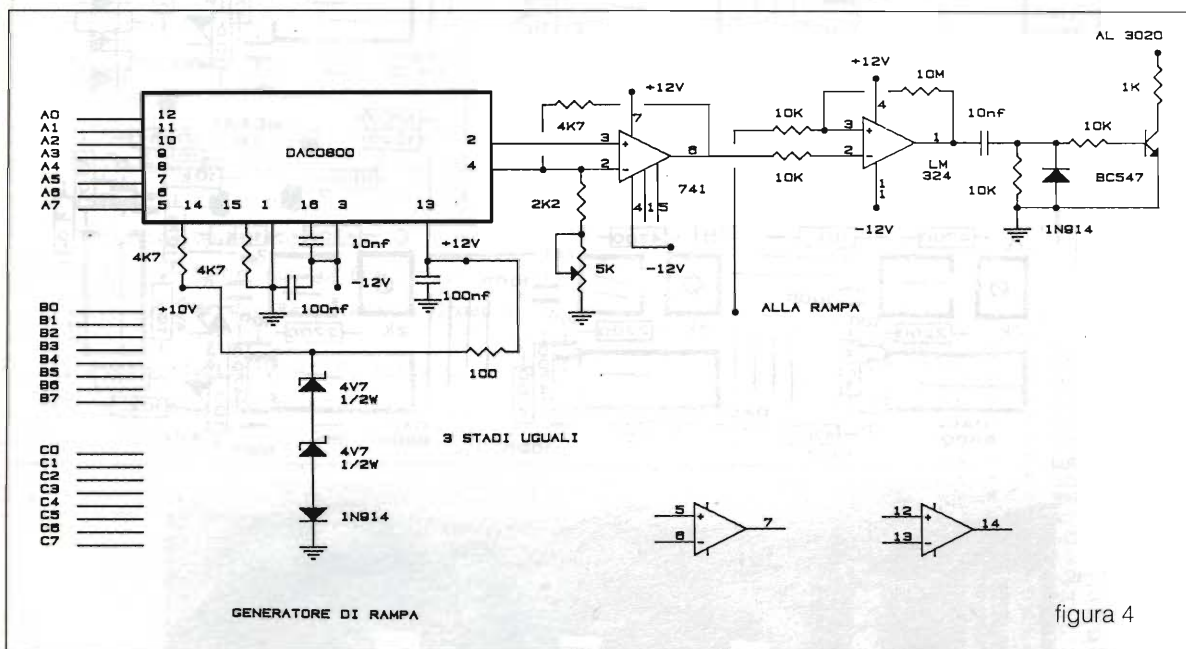 AL 3020
1K
+12V
+12V
10M
4K7
7
4
A0 12
A1 11
A2 10
A3 9
A4 8
A5 7
A6 6
A7 5
14 15 1 16 3 13
DAC0800
2
4
3 +
2 -
6
741
4 1 5
10K
10K
3 +
2 -
1
LM
324
11
-12V
10nf
10K
10K
1N914
BC547
2K2
5K
-12V
4K7
4K7
10nf
-12V
100nf
+12V
100nf
+10V
ALLA RAMPA
B0
B1
B2
B3
B4
B5
B6
B7
100
4V7
1/2W
3 STADI UGUALI
4V7
1/2W
C0
C1
C2
C3
C4
C5
C6
C7
1N914
5 +
6 -
7
12 +
13 -
14
GENERATORE DI RAMPA
figura 4